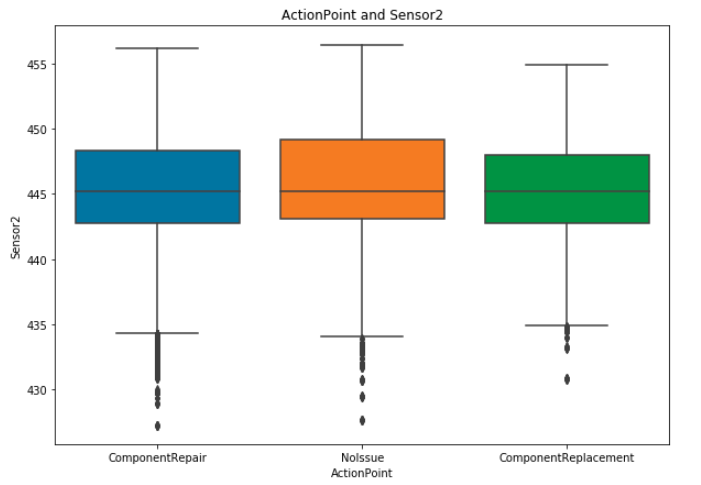 ActionPoint and Sensor2
455
450
445
440
435
430
Sensor2
ComponentRepair
NoIssue
ComponentReplacement
ActionPoint